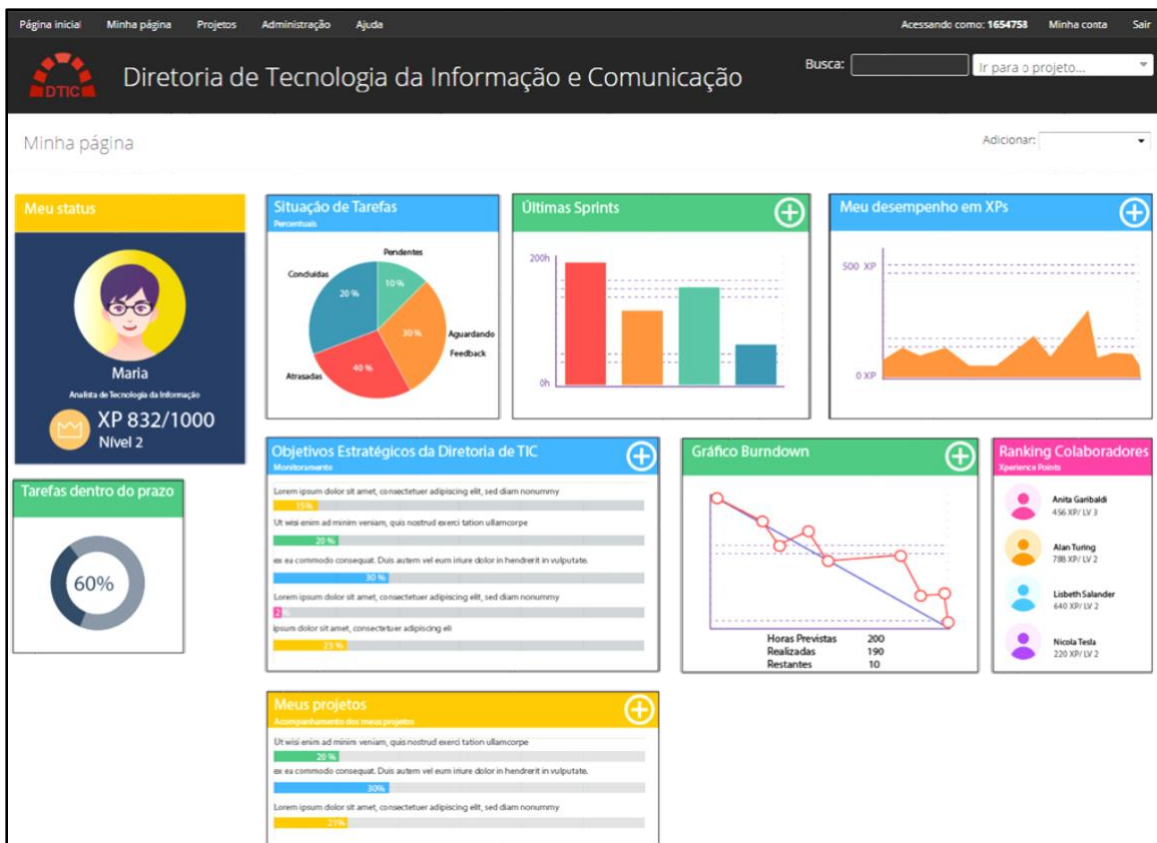 Página inicial Minha página Projetos Administração Ajuda Acessando como: 1654758 Minha conta Sair
DTIC
Diretoria de Tecnologia da Informação e Comunicação
Busca: Ir para o projeto...
Minha página
Adicionar:
Meu status
Maria
Analista de Tecnologia da Informação
XP 832/1000
Nível 2
Situação de Tarefas
Percentuais
Pendentes
Concluídas
10 %
20 %
30 %
Aguardando
Feedback
40 %
Atrasadas
Últimas Sprints
200h
0h
Meu desempenho em XPs
500 XP
0 XP
Tarefas dentro do prazo
60%
Objetivos Estratégicos da Diretoria de TIC
Monitoramento
Lorem ipsum dolor sit amet, consectetuer adipiscing elit, sed diam nonummy
15%
Ut wisi enim ad minim veniam, quis nostrud exerci tation ullamcorpe
20 %
ex ea commodo consequat. Duis autem vel eum iriure dolor in hendrerit in vulputate.
30 %
Lorem ipsum dolor sit amet, consectetuer adipiscing elit, sed diam nonummy
2 %
ipsum dolor sit amet, consectetuer adipiscing eli
23 %
Gráfico Burndown
Horas Previstas 200
Realizadas 190
Restantes 10
Ranking Colaboradores
Xperience Points
Anita Garibaldi
456 XP/ LV 3
Alan Turing
788 XP/ LV 2
Lisbeth Salander
640 XP/ LV 2
Nicola Tesla
220 XP/ LV 2
Meus projetos
Acompanhamento dos meus projetos
Ut wisi enim ad minim veniam, quis nostrud exerci tation ullamcorpe
20 %
ex ea commodo consequat. Duis autem vel eum iriure dolor in hendrerit in vulputate.
30%
Lorem ipsum dolor sit amet, consectetuer adipiscing elit, sed diam nonummy
21%